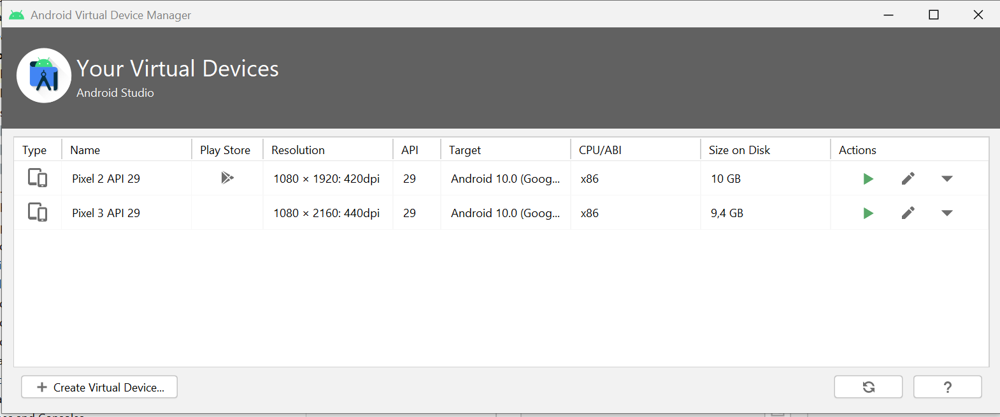 Android Virtual Device Manager
Your Virtual Devices
Android Studio
Type Name Play Store Resolution API Target CPU/ABI Size on Disk Actions
Pixel 2 API 29 1080 × 1920: 420dpi 29 Android 10.0 (Goog... x86 10 GB
Pixel 3 API 29 1080 × 2160: 440dpi 29 Android 10.0 (Goog... x86 9,4 GB
+ Create Virtual Device... ?